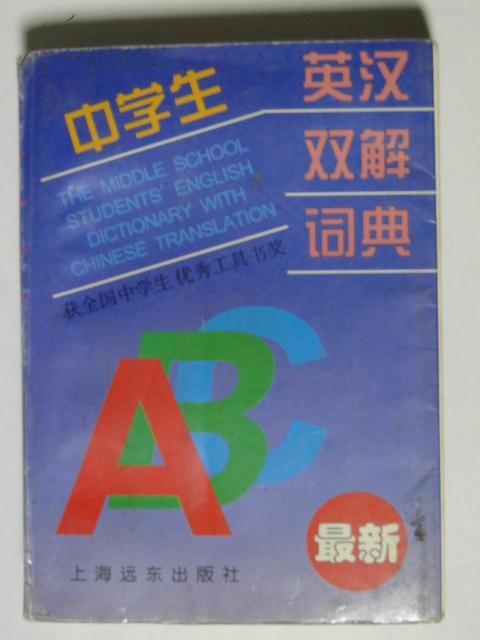 中学生
英汉
双解
词典
THE MIDDLE SCHOOL
STUDENTS' ENGLISH
DICTIONARY WITH
CHINESE TRANSLATION
获全国中学生优秀工具书奖
ABC
最新
上海远东出版社